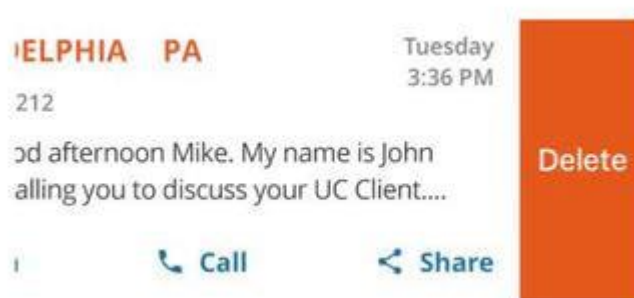 ELPHIA PA
Tuesday
3:36 PM
212
od afternoon Mike. My name is John
alling you to discuss your UC Client....
Delete
Call
Share